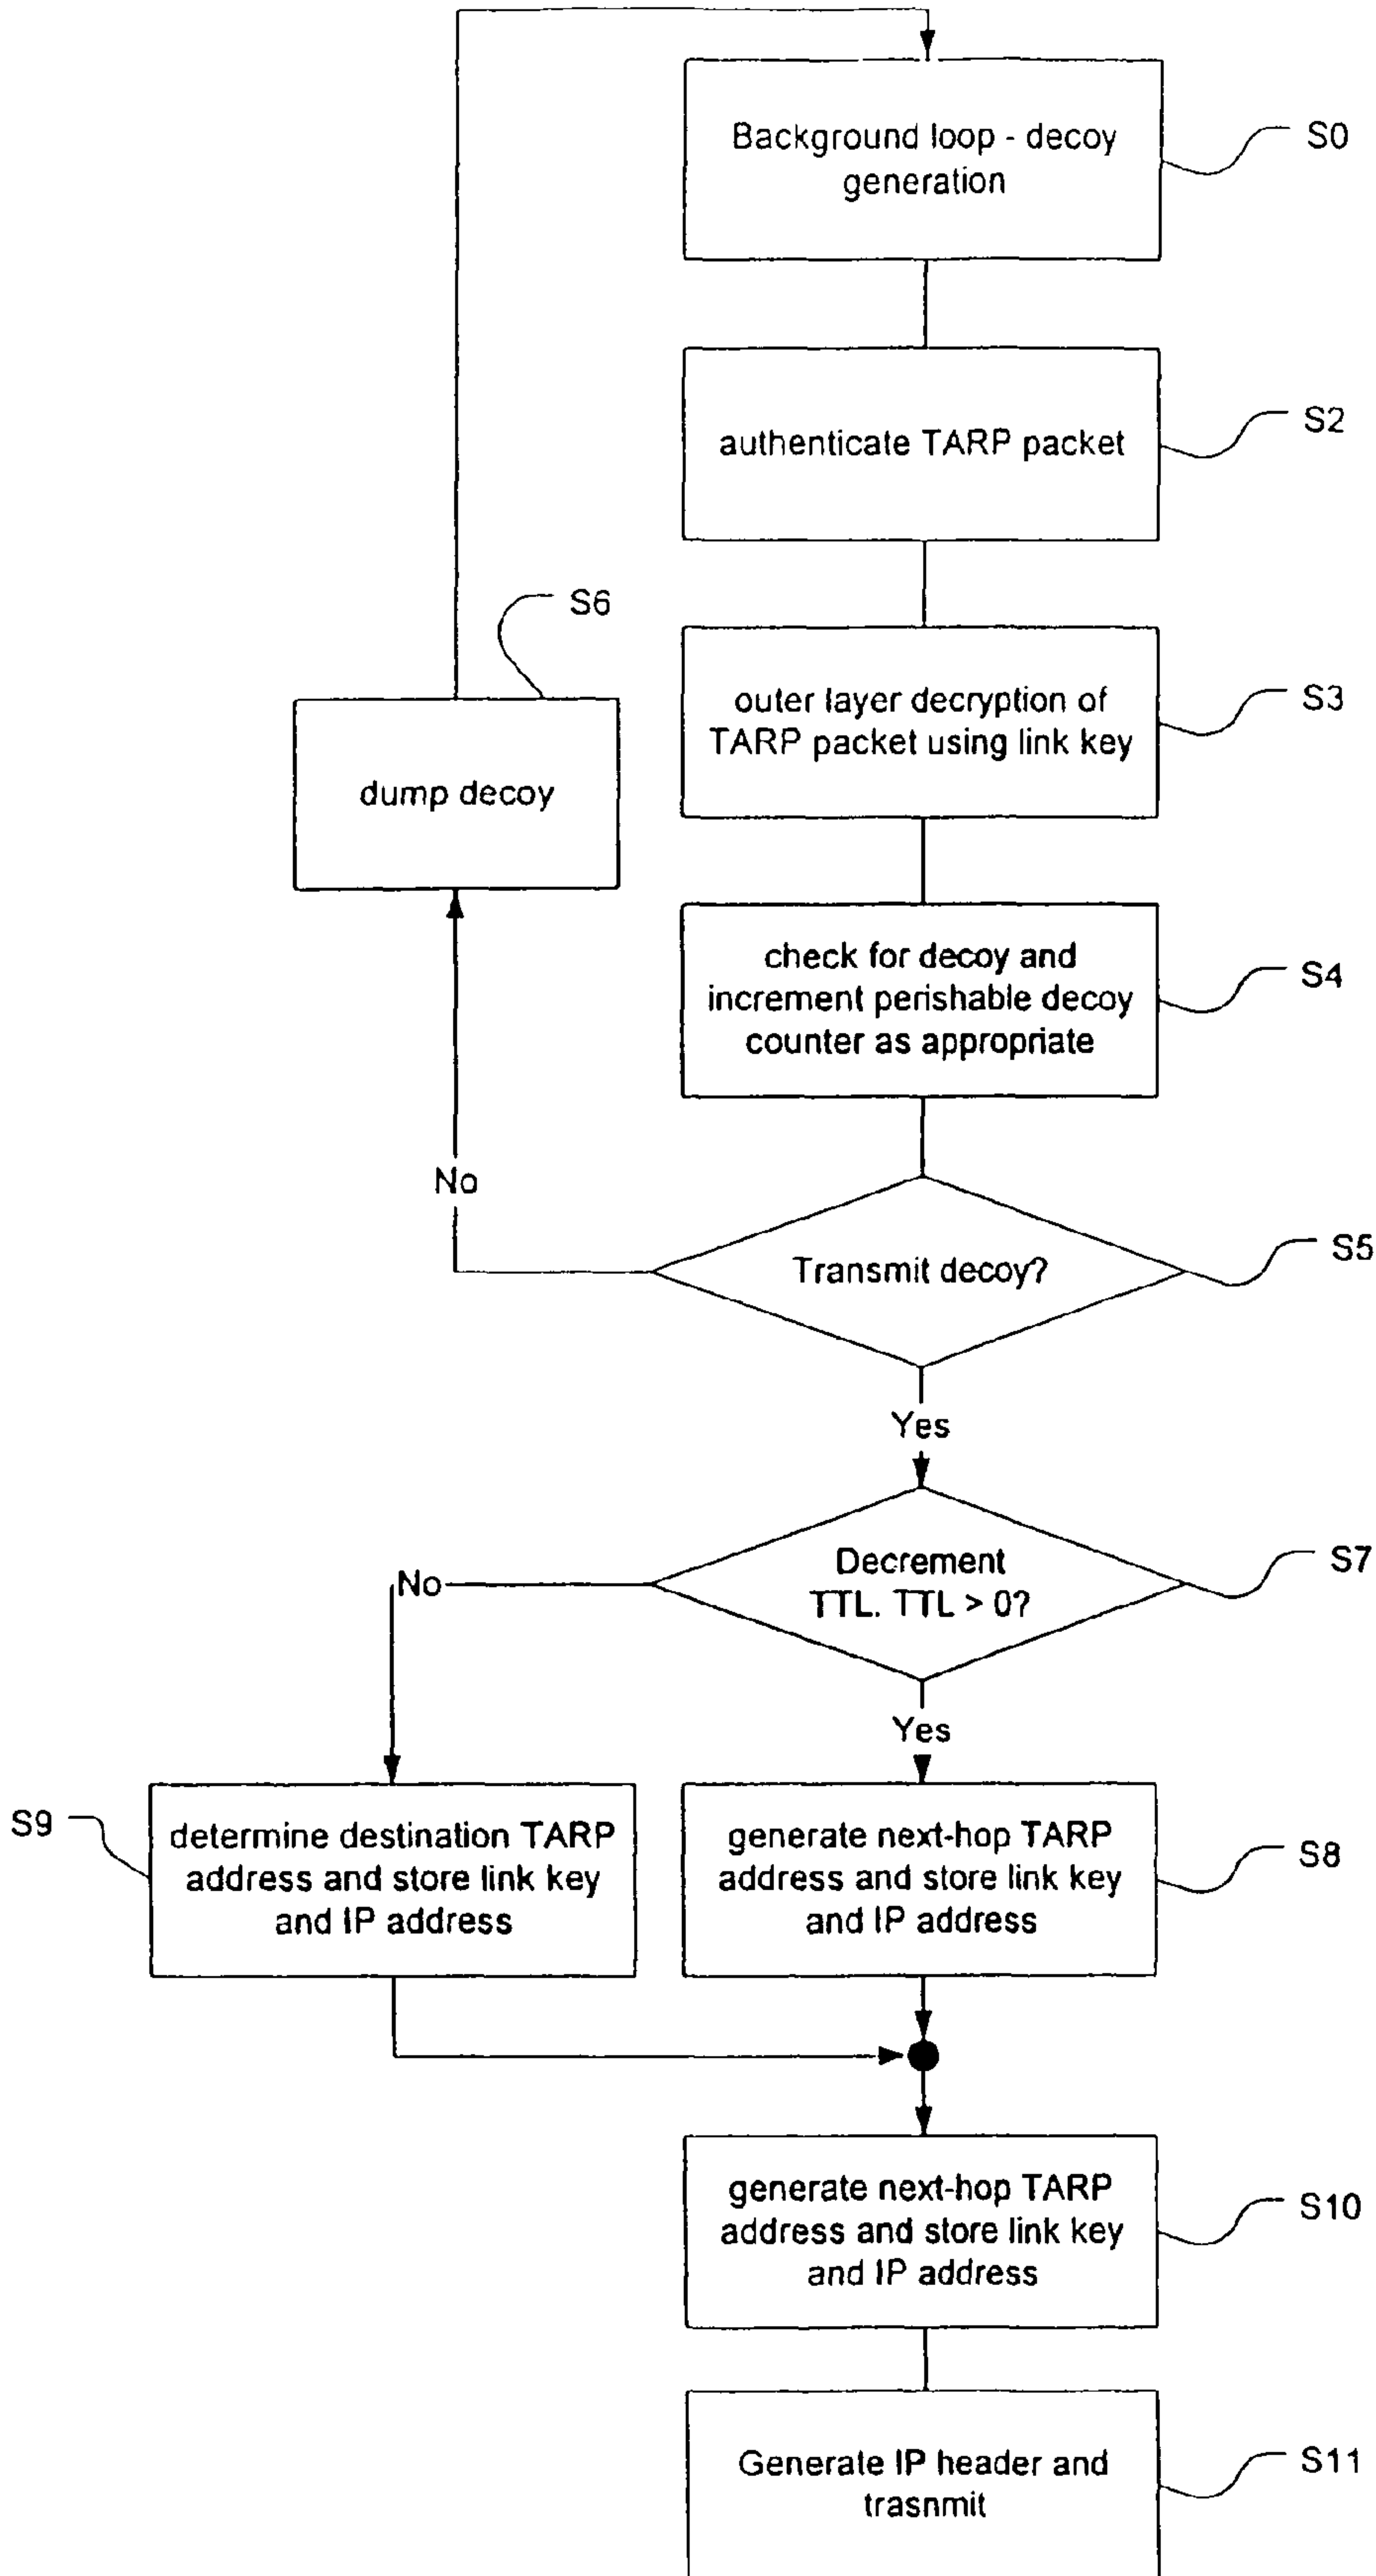 Background loop - decoy
generation
S0
authenticate TARP packet
S2
S6
outer layer decryption of
TARP packet using link key
S3
dump decoy
check for decoy and
increment perishable decoy
counter as appropriate
S4
No
Transmit decoy?
S5
Yes
Decrement
TTL. TTL > 0?
S7
No
Yes
S9
determine destination TARP
address and store link key
and IP address
generate next-hop TARP
address and store link key
and IP address
S8
generate next-hop TARP
address and store link key
and IP address
S10
Generate IP header and
trasnmit
S11